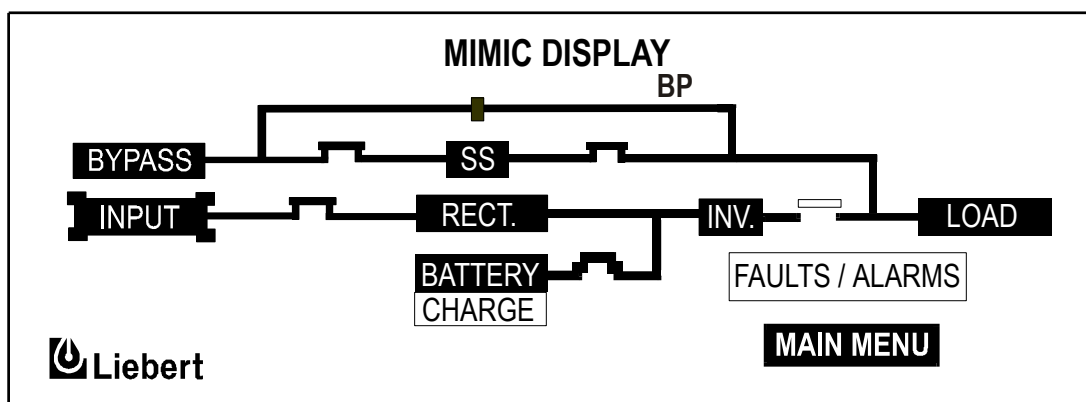 MIMIC DISPLAY
BP
BYPASS
SS
INPUT
RECT.
INV.
LOAD
BATTERY
FAULTS / ALARMS
CHARGE
MAIN MENU
Liebert